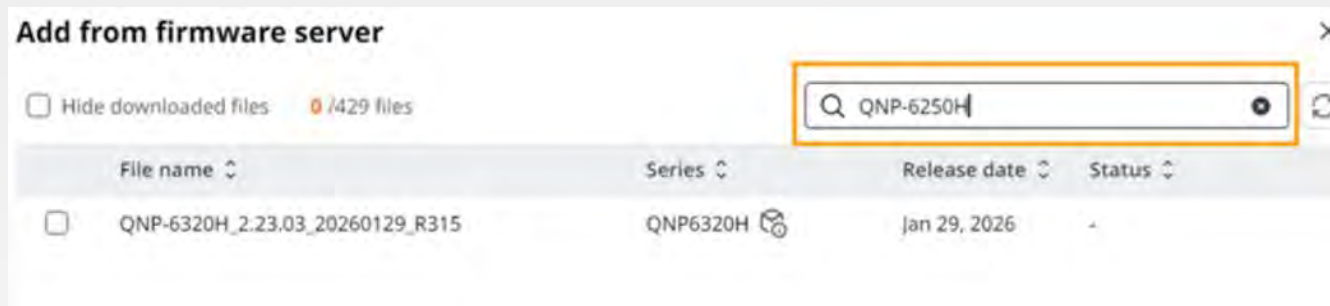 Add from firmware server
Hide downloaded files 0 /429 files QNP-6250H
File name Series Release date Status
QNP-6320H_2.23.03_20260129_R315 QNP6320H Jan 29, 2026 -